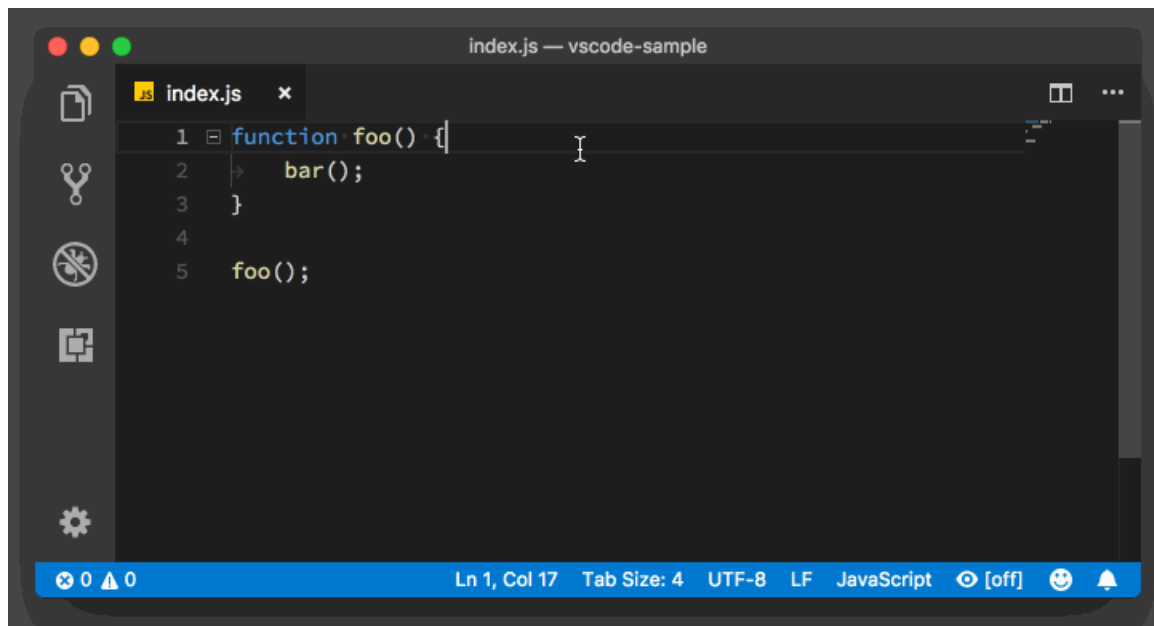 index.js — vscode-sample
JS index.js ×
1 function foo() {
2 bar();
3 }
4
5 foo();
0 0 Ln 1, Col 17 Tab Size: 4 UTF-8 LF JavaScript [off]